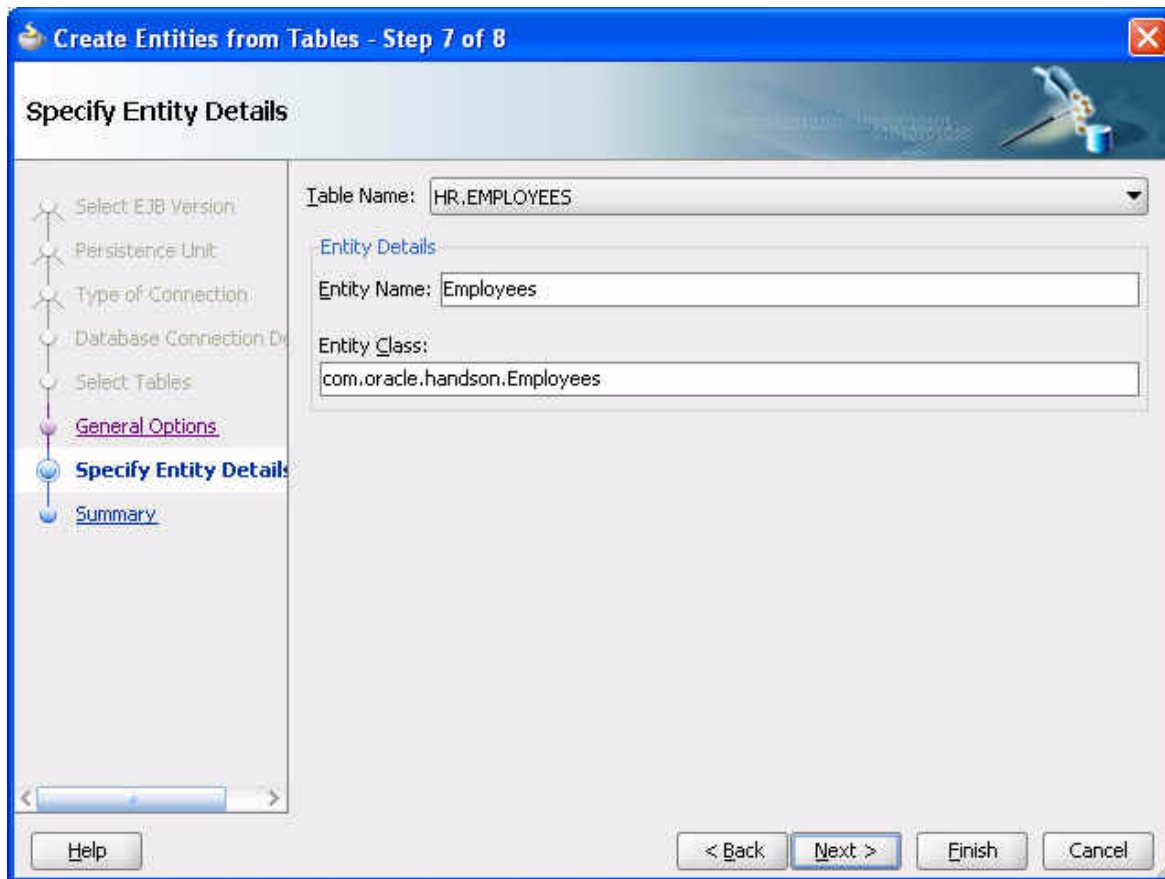 Create Entities from Tables - Step 7 of 8
Specify Entity Details
Select EJB Version
Persistence Unit
Type of Connection
Database Connection De
Select Tables
General Options
Specify Entity Details
Summary
Table Name: HR.EMPLOYEES
Entity Details
Entity Name: Employees
Entity Class:
com.oracle.handson.Employees
Help
< Back
Next >
Finish
Cancel